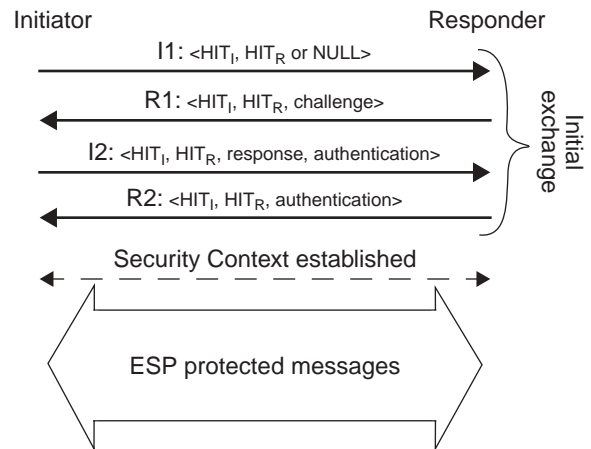 Initiator Responder
I1: <HITI, HITR or NULL>
R1: <HITI, HITR, challenge>
I2: <HITI, HITR, response, authentication>
R2: <HITI, HITR, authentication>
Initial
exchange
Security Context established
ESP protected messages